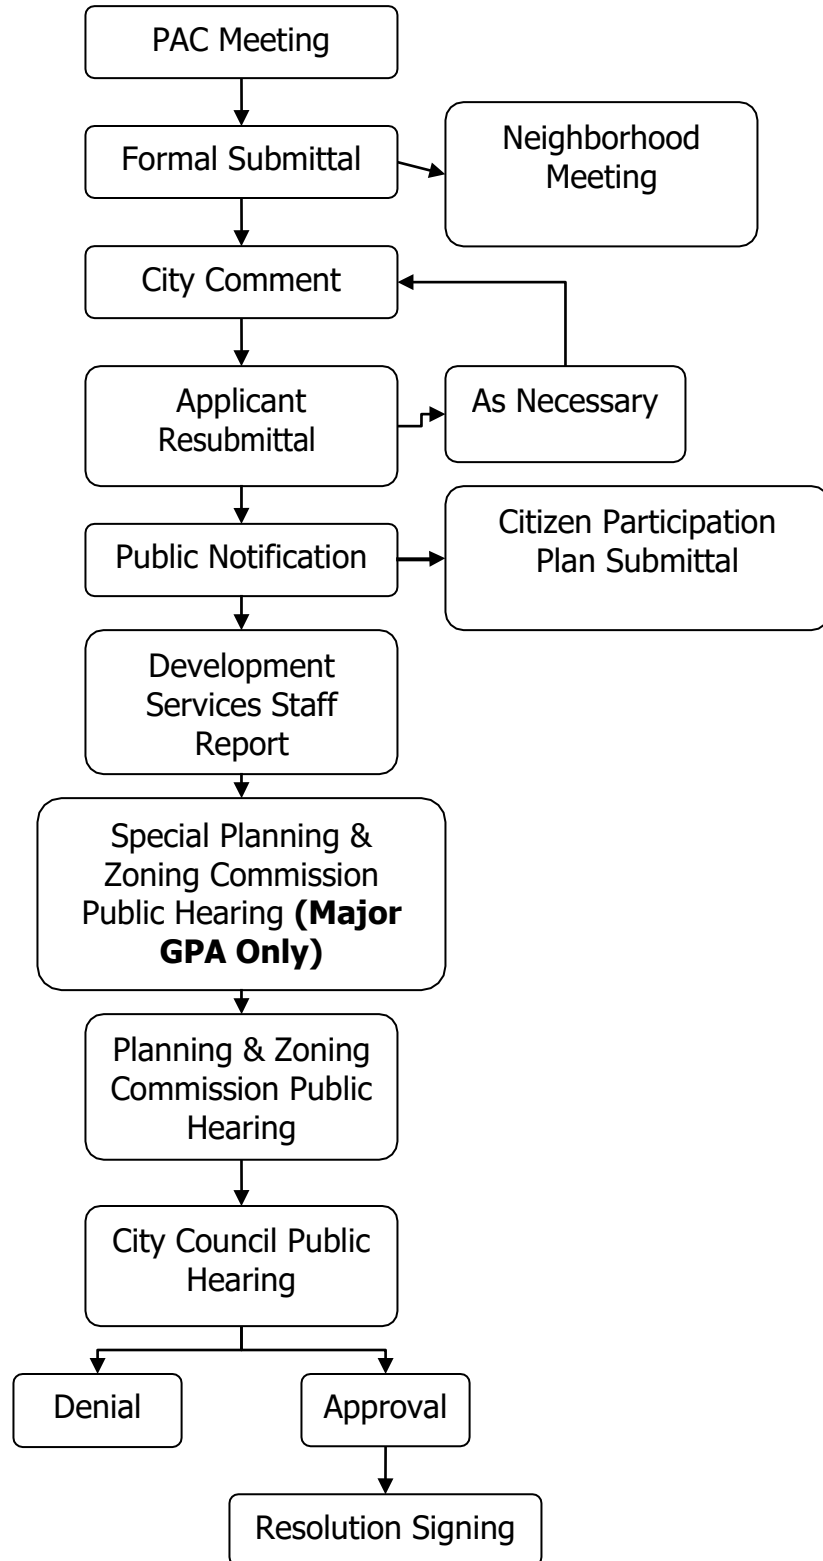 PAC Meeting
Formal Submittal
Neighborhood
Meeting
City Comment
Applicant
Resubmittal
As Necessary
Public Notification
Citizen Participation
Plan Submittal
Development
Services Staff
Report
Special Planning &
Zoning Commission
Public Hearing (Major
GPA Only)
Planning & Zoning
Commission Public
Hearing
City Council Public
Hearing
Denial
Approval
Resolution Signing